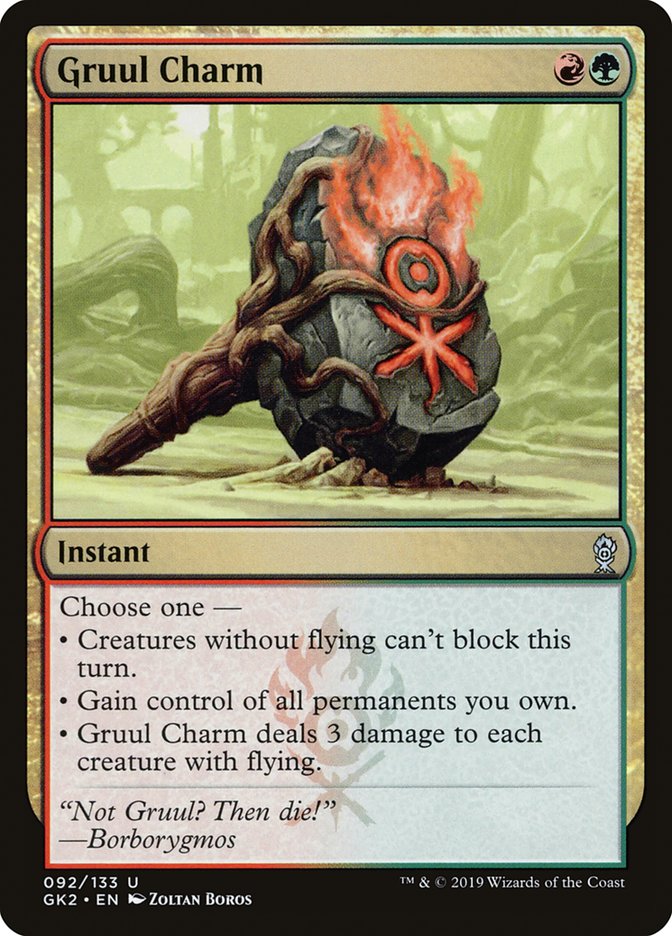 Gruul Charm
Instant
Choose one —
• Creatures without flying can't block this
turn.
• Gain control of all permanents you own.
• Gruul Charm deals 3 damage to each
creature with flying.
"Not Gruul? Then die!"
—Borborygmos
092/133 U
GK2 • EN Zoltan Boros
™ & © 2019 Wizards of the Coast